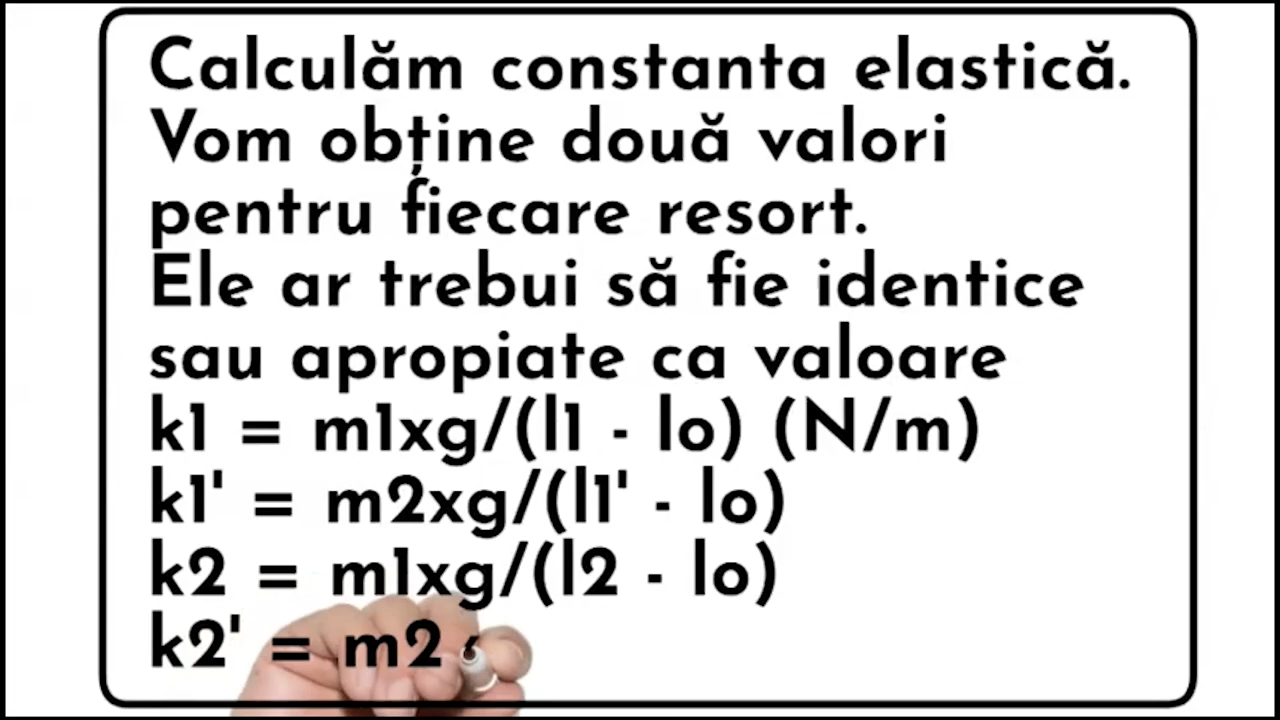 Calculăm constanta elastică.
Vom obține două valori
pentru fiecare resort.
Ele ar trebui să fie identice
sau apropiate ca valoare
k1 = m1xg/(l1 - lo) (N/m)
k1' = m2xg/(l1' - lo)
k2 = m1xg/(l2 - lo)
k2' = m2